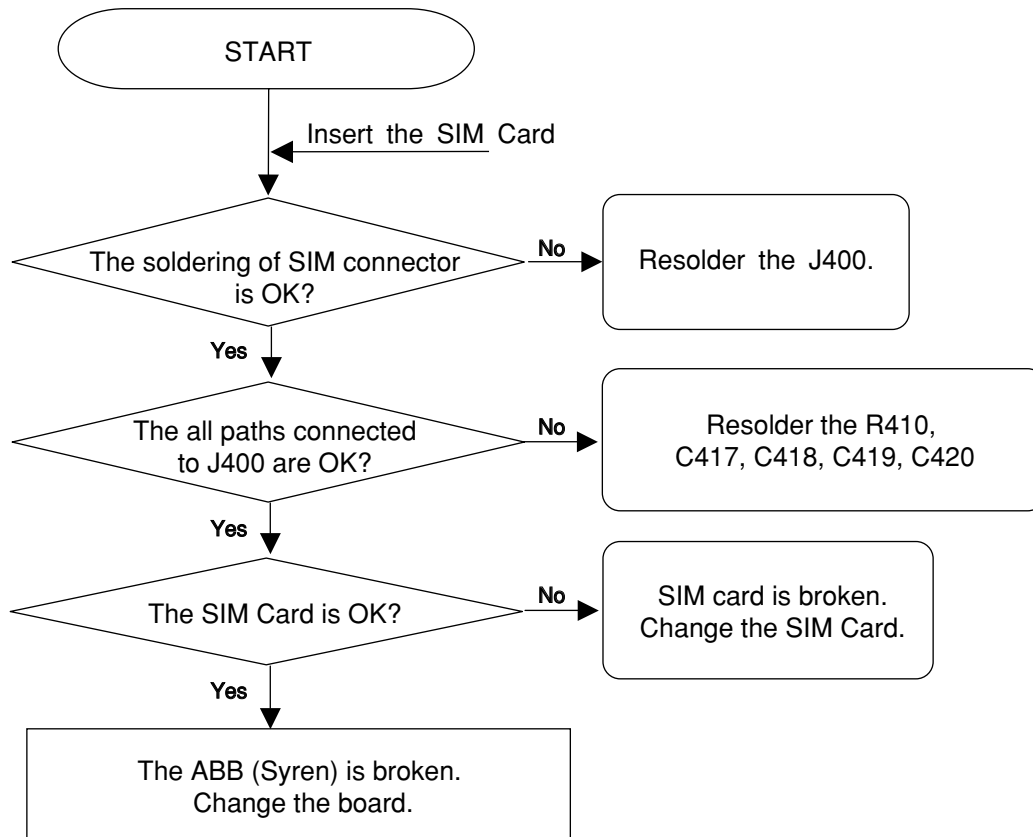 START
Insert the SIM Card
The soldering of SIM connector
is OK?
No
Resolder the J400.
Yes
The all paths connected
to J400 are OK?
No
Resolder the R410,
C417, C418, C419, C420
Yes
The SIM Card is OK?
No
SIM card is broken.
Change the SIM Card.
Yes
The ABB (Syren) is broken.
Change the board.